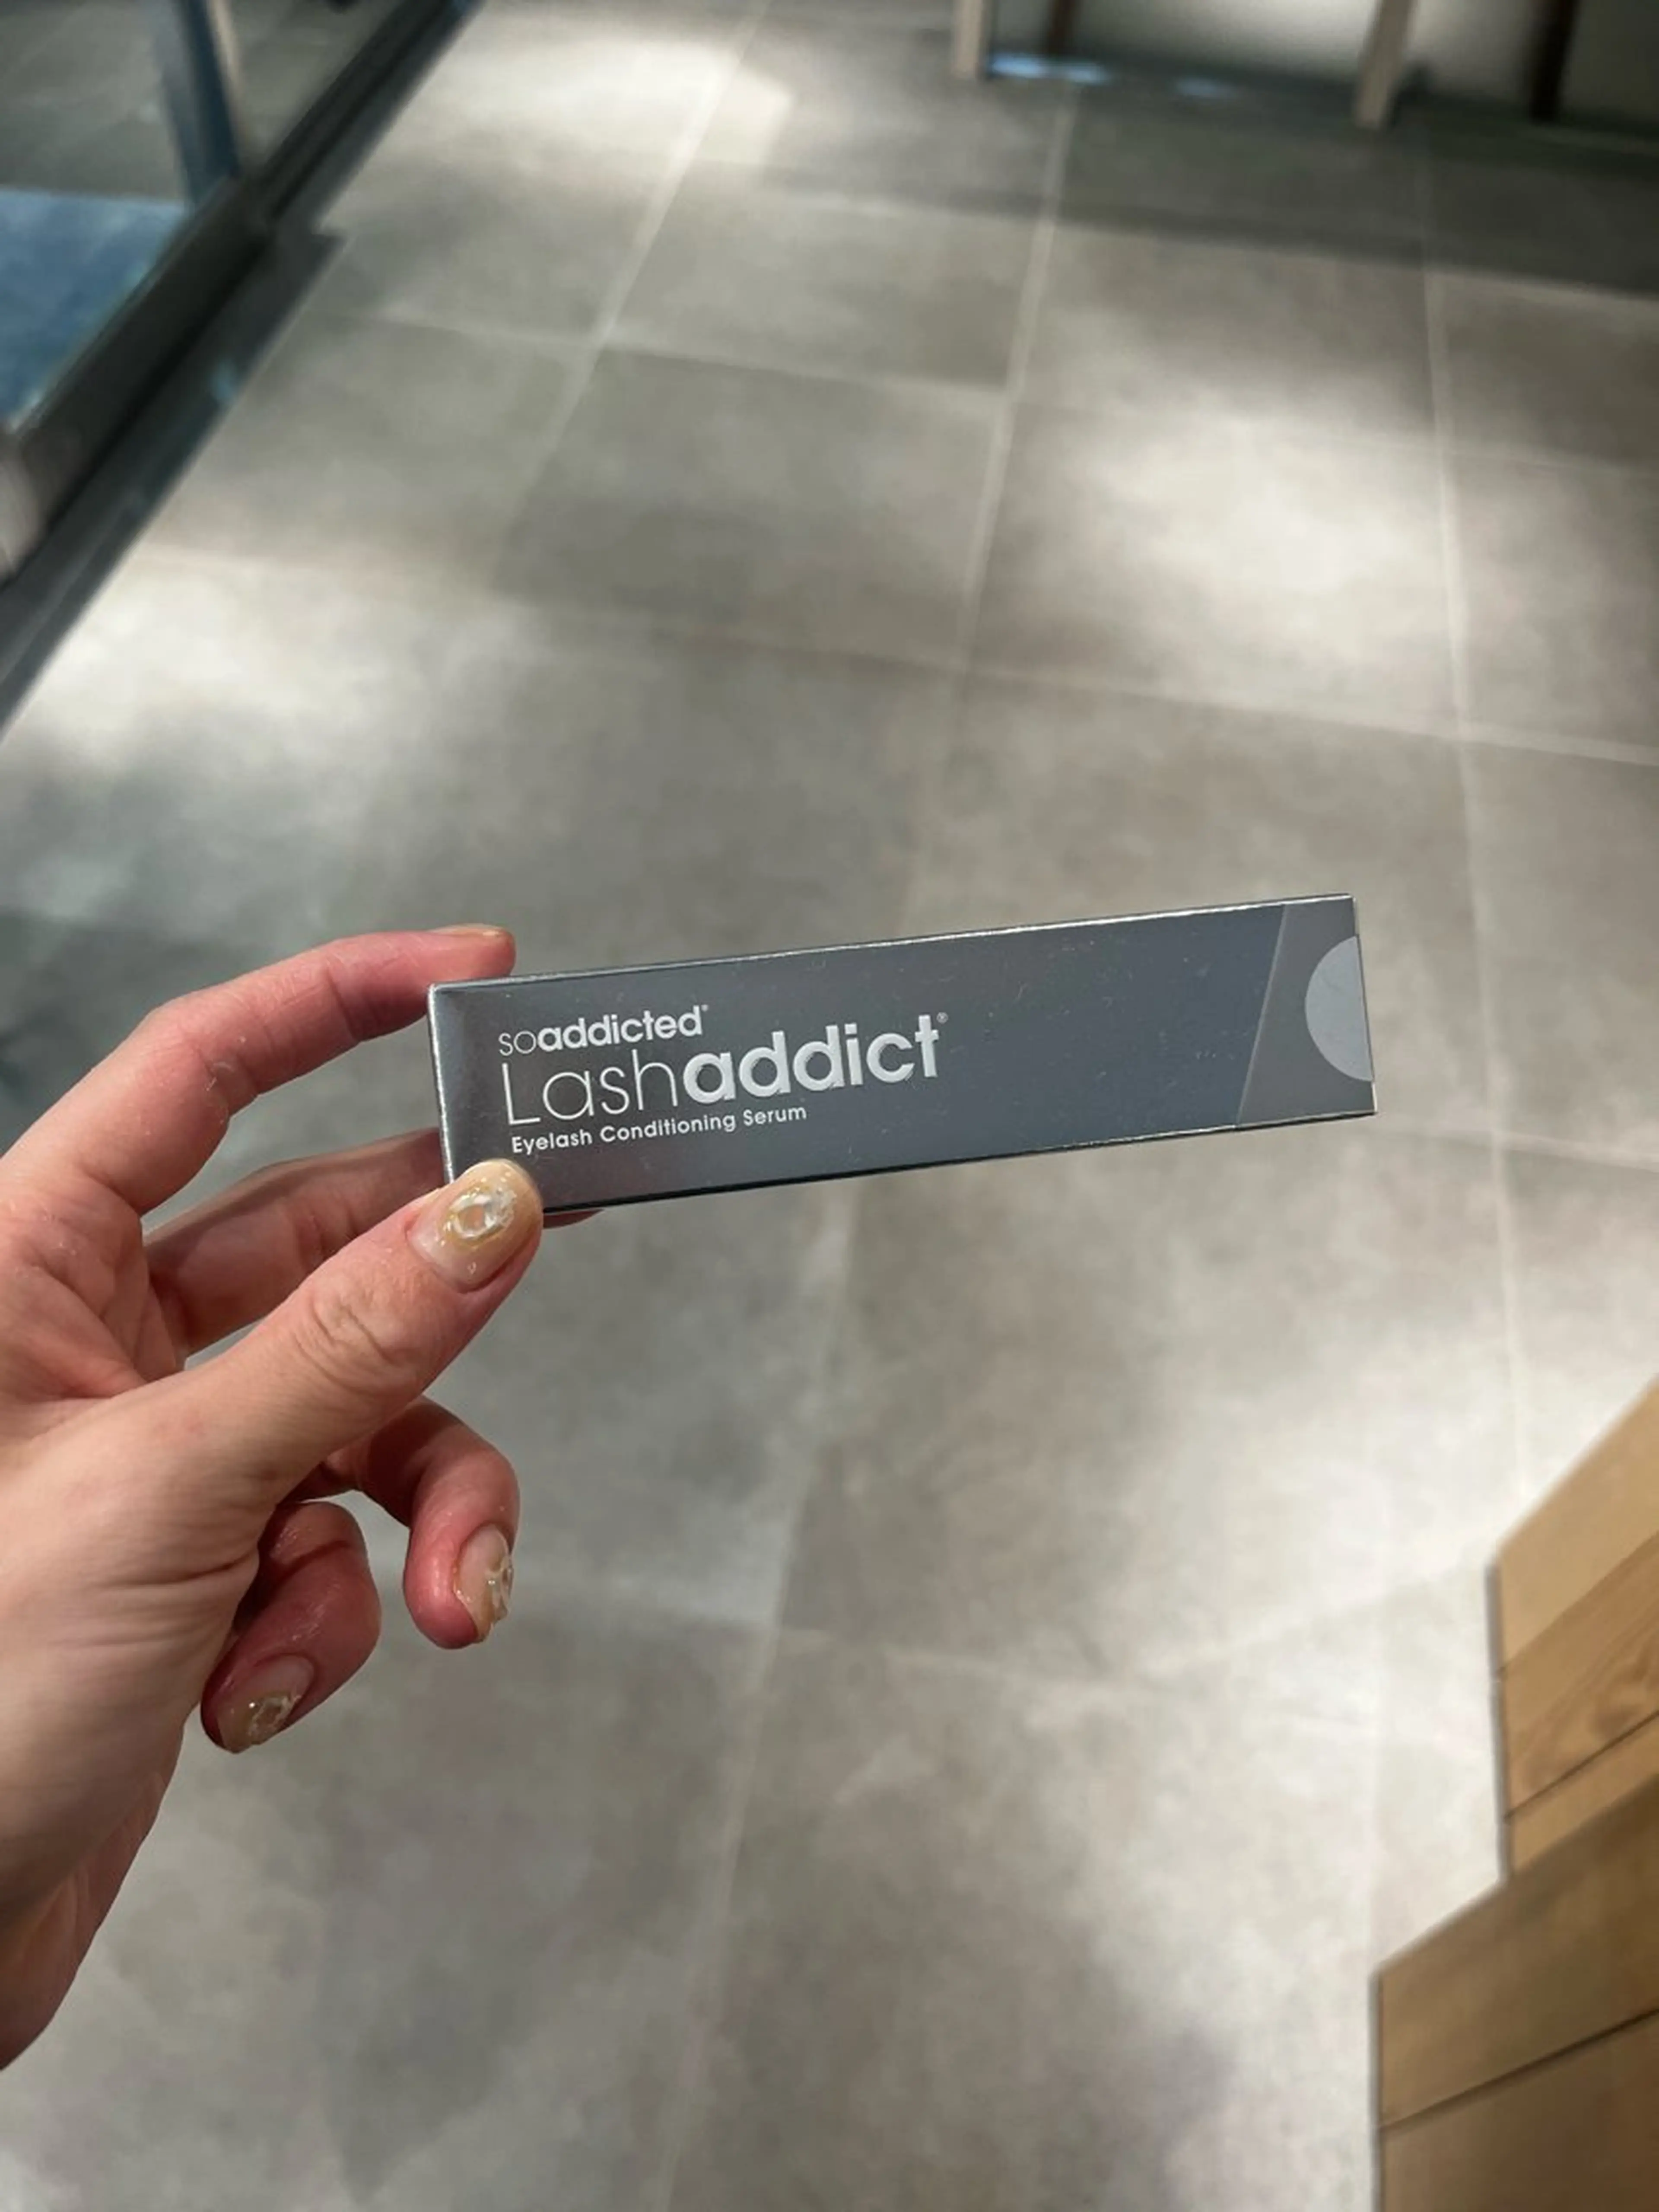 soaddicted®
Lashaddict®
Eyelash Conditioning Serum